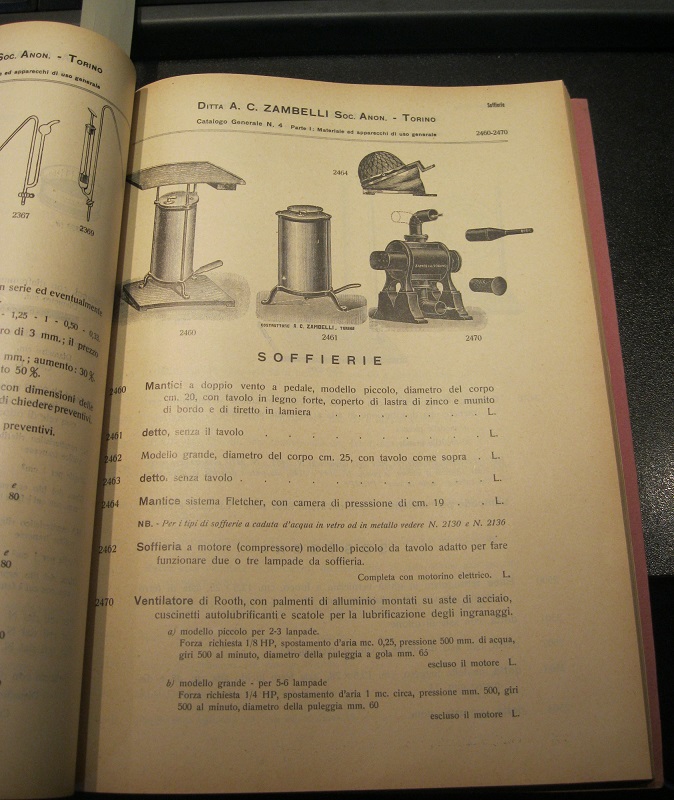 Soc. Anon. - Torino
ed apparecchi di uso generale
2367
2369
n serie ed eventualmente
- 1,25 - 1 - 0,50 -
ro di 3 mm.; il prezzo
mm.; aumento: 30 %
to 50 %.
con dimensioni delle
di chiedere preventivi.
preventivi.
e
80
e
80
Ditta A. C. ZAMBELLI Soc. Anon. - Torino
Soffierie
Catalogo Generale N. 4 - Parte I: Materiale ed apparecchi di uso generale
2460-2470
2464
2460
COSTRUTTORE A. C. ZAMBELLI, TORINO
2461
2470
SOFFIERIE
2460 Mantici a doppio vento a pedale, modello piccolo, diametro del corpo
cm. 20, con tavolo in legno forte, coperto di lastra di zinco e munito
di bordo e di tiretto in lamiera . . . . . . . L.
2461 detto, senza il tavolo . . . . . . . . . L.
2462 Modello grande, diametro del corpo cm. 25, con tavolo come sopra . L.
2463 detto, senza tavolo . . . . . . . . . . L.
2464 Mantice sistema Fletcher, con camera di presssione di cm. 19 . . L.
NB. - Per i tipi di soffierie a caduta d'acqua in vetro od in metallo vedere N. 2130 e N. 2136
2462 Soffieria a motore (compressore) modello piccolo da tavolo adatto per fare
funzionare due o tre lampade da soffieria.
Completa con motorino elettrico. L.
2470 Ventilatore di Rooth, con palmenti di alluminio montati su aste di acciaio,
cuscinetti autolubrificanti e scatole per la lubrificazione degli ingranaggi.
a) modello piccolo per 2-3 lanpade.
Forza richiesta 1/8 HP, spostamento d'aria mc. 0,25, pressione 500 mm. di acqua,
giri 500 al minuto, diametro della puleggia a gola mm. 65
escluso il motore L.
b) modello grande - per 5-6 lampade
Forza richiesta 1/4 HP, spostamento d'aria 1 mc. circa, pressione mm. 500, giri
500 al minuto, diametro della puleggia mm. 60
escluso il motore L.